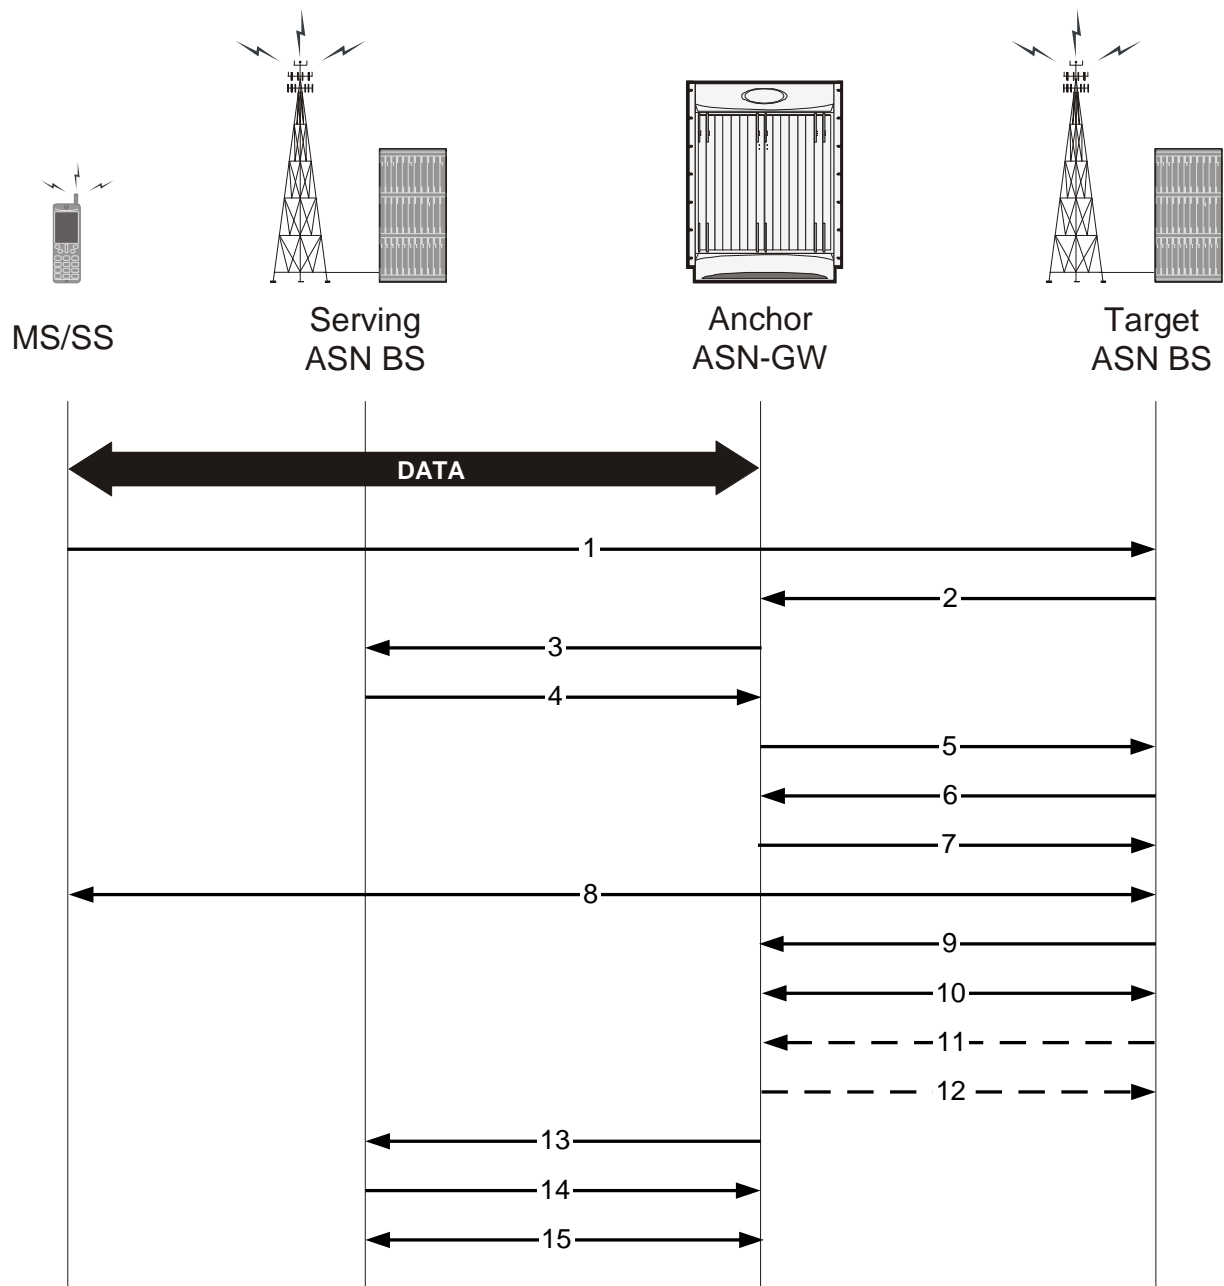 MS/SS
Serving
ASN BS
Anchor
ASN-GW
Target
ASN BS
DATA
1
2
3
4
5
6
7
8
9
10
11
12
13
14
15